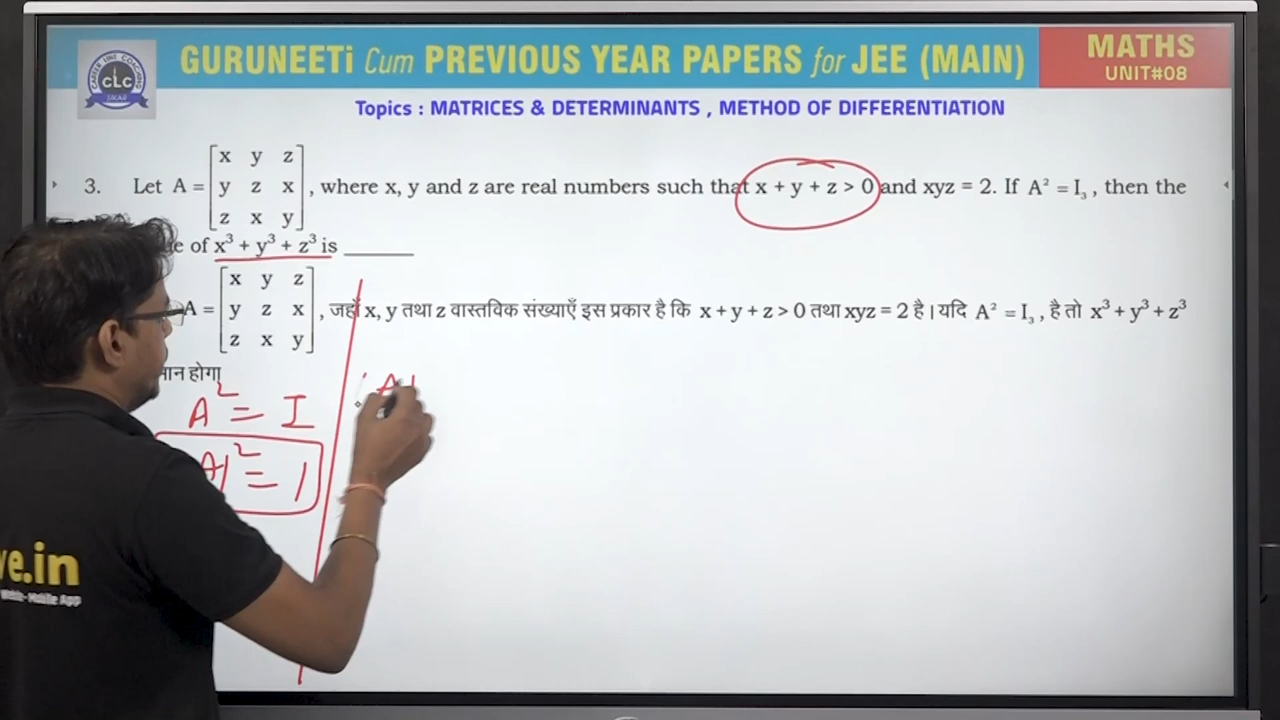 GURUNEETi Cum PREVIOUS YEAR PAPERS for JEE (MAIN)
MATHS
UNIT#08
CLC
Topics : MATRICES & DETERMINANTS , METHOD OF DIFFERENTIATION
3. Let A = [x y z; y z x; z x y] , where x, y and z are real numbers such that x + y + z > 0 and xyz = 2. If A² = I₃ , then the
of x³ + y³ + z³ is ______
A = [x y z; y z x; z x y] , जहाँ x, y तथा z वास्तविक संख्याएँ इस प्रकार है कि x + y + z > 0 तथा xyz = 2 है। यदि A² = I₃ , है तो x³ + y³ + z³
मान होगा
A² = I
A|² = 1
ve.in